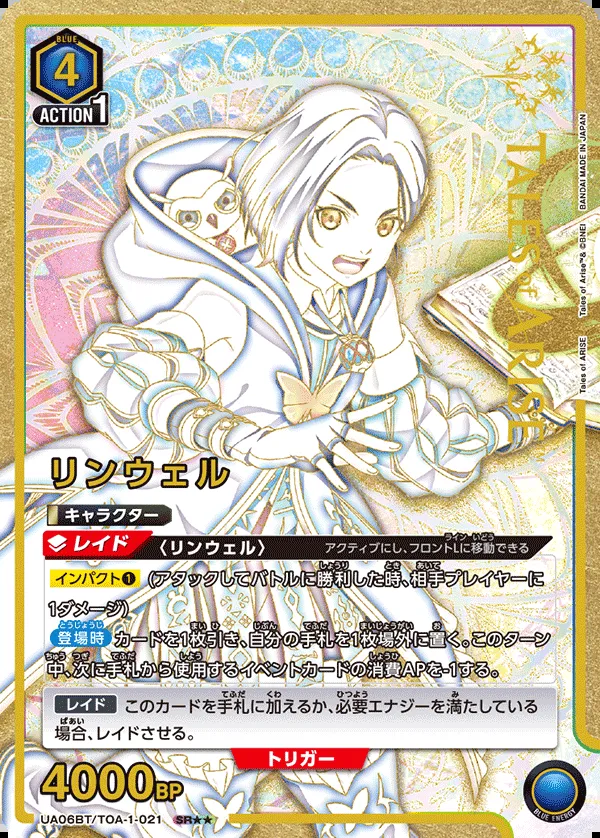 BLUE
4
ACTION 1
TALES OF ARISE
Tales of ARISE Tales of Arise™& ©BNEI BANDAI MADE IN JAPAN
リンウェル
キャラクター
レイド 〈リンウェル〉 アクティブにし、フロントLに移動できる
インパクト❶ (アタックしてバトルに勝利した時、相手プレイヤーに
1ダメージ)
登場時 カードを1枚引き、自分の手札を1枚場外に置く。このターン
中、次に手札から使用するイベントカードの消費APを-1する。
レイド このカードを手札に加えるか、必要エナジーを満たしている
場合、レイドさせる。
トリガー
4000BP
BLUE ENERGY
UA06BT/TOA-1-021 SR★★